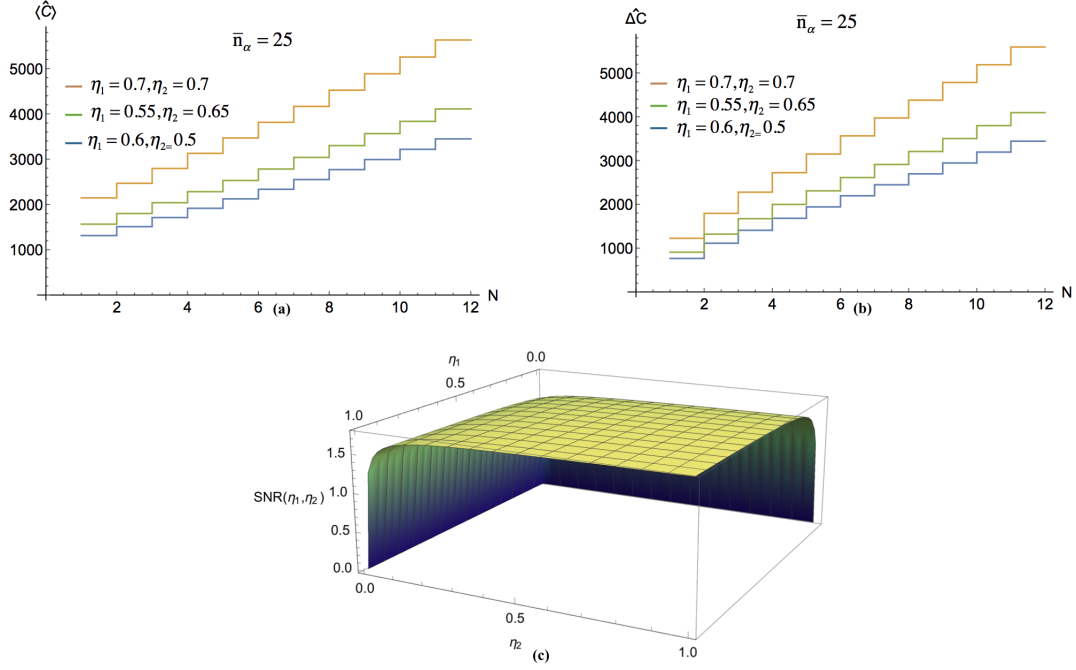 ⟨Ĉ⟩
n̄α = 25
5000
4000
3000
2000
1000
η1 = 0.7, η2 = 0.7
η1 = 0.55, η2 = 0.65
η1 = 0.6, η2= 0.5
2 4 6 8 10 12 N
(a)
ΔĈ
n̄α = 25
5000
4000
3000
2000
1000
η1 = 0.7, η2 = 0.7
η1 = 0.55, η2 = 0.65
η1 = 0.6, η2= 0.5
2 4 6 8 10 12 N
(b)
η1
0.0
0.5
1.0
1.5
1.0
SNR(η1,η2)
0.5
0.0
0.0
0.5
1.0
η2
(c)